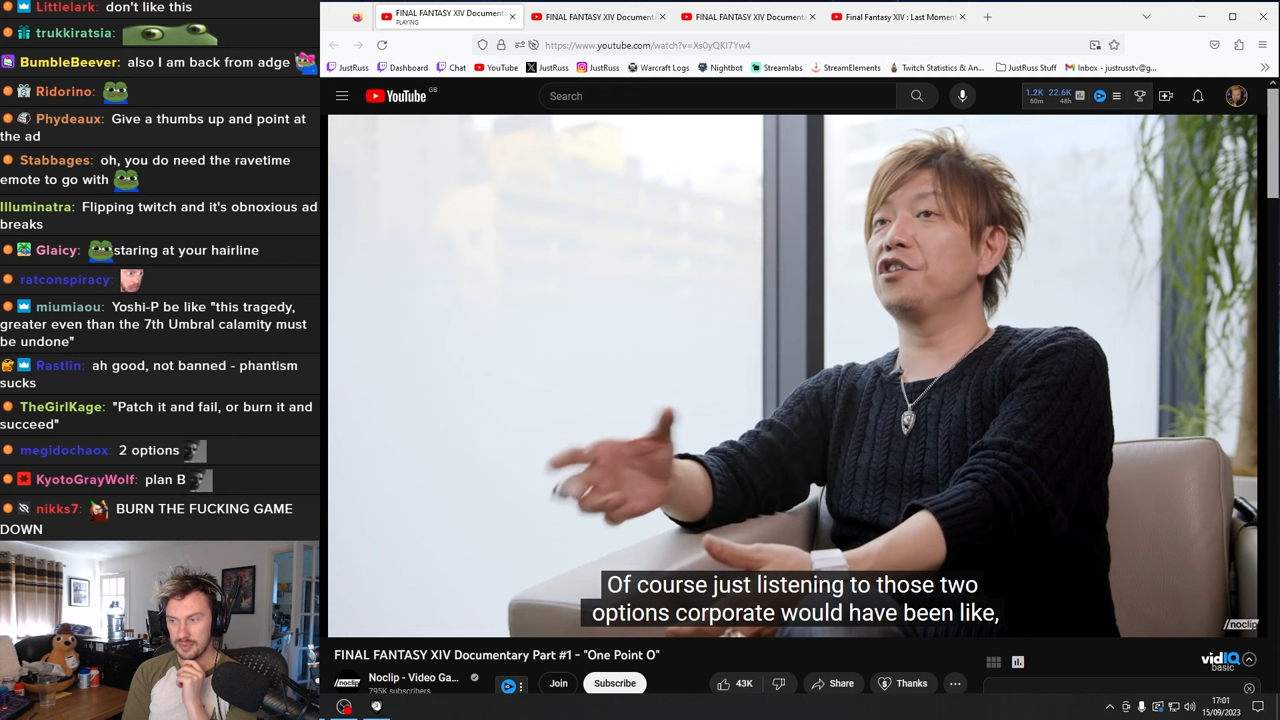 Littlelark: don't like this
trukkiratsia:
BumbleBeever: also I am back from adge
Ridorino:
Phydeaux: Give a thumbs up and point at
the ad
Stabbages: oh, you do need the ravetime
emote to go with
Illuminatra: Flipping twitch and it's obnoxious ad
breaks
Glaicy: staring at your hairline
ratconspiracy:
miumiaou: Yoshi-P be like "this tragedy,
greater even than the 7th Umbral calamity must
be undone"
Rastlin: ah good, not banned - phantism
sucks
TheGirlKage: "Patch it and fail, or burn it and
succeed"
megidochaox: 2 options
KyotoGrayWolf: plan B
nikks7: BURN THE FUCKING GAME
DOWN
FINAL FANTASY XIV Documenta
PLAYING
FINAL FANTASY XIV Documenta
FINAL FANTASY XIV Documenta
Final Fantasy XIV : Last Momen
https://www.youtube.com/watch?v=Xs0yQKI7Yw4
JustRuss
Dashboard
Chat
YouTube
JustRuss
JustRuss
Warcraft Logs
Nightbot
Streamlabs
StreamElements
Twitch Statistics & An...
JustRuss Stuff
Inbox - justrusstv@g...
YouTube GB
Search
1.2K 22.6K
60m 48h
Of course just listening to those two
options corporate would have been like,
/noclip
FINAL FANTASY XIV Documentary Part #1 - "One Point O"
vidIQ
basic
/noclip
Noclip - Video Ga...
795K subscribers
Join
Subscribe
43K
Share
Thanks
17:01
15/09/2023